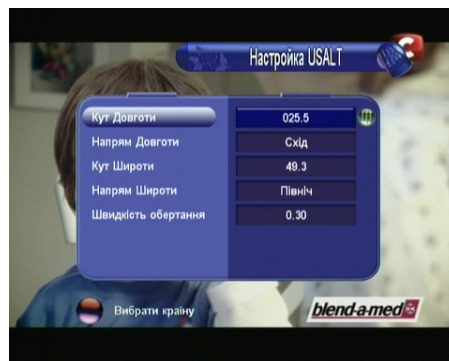 Настройка USALT
Кут Довготи 025.5
Напрям Довготи Схід
Кут Широти 49.3
Напрям Широти Північ
Швидкість обертання 0.30
Вибрати країну
blend-a-med